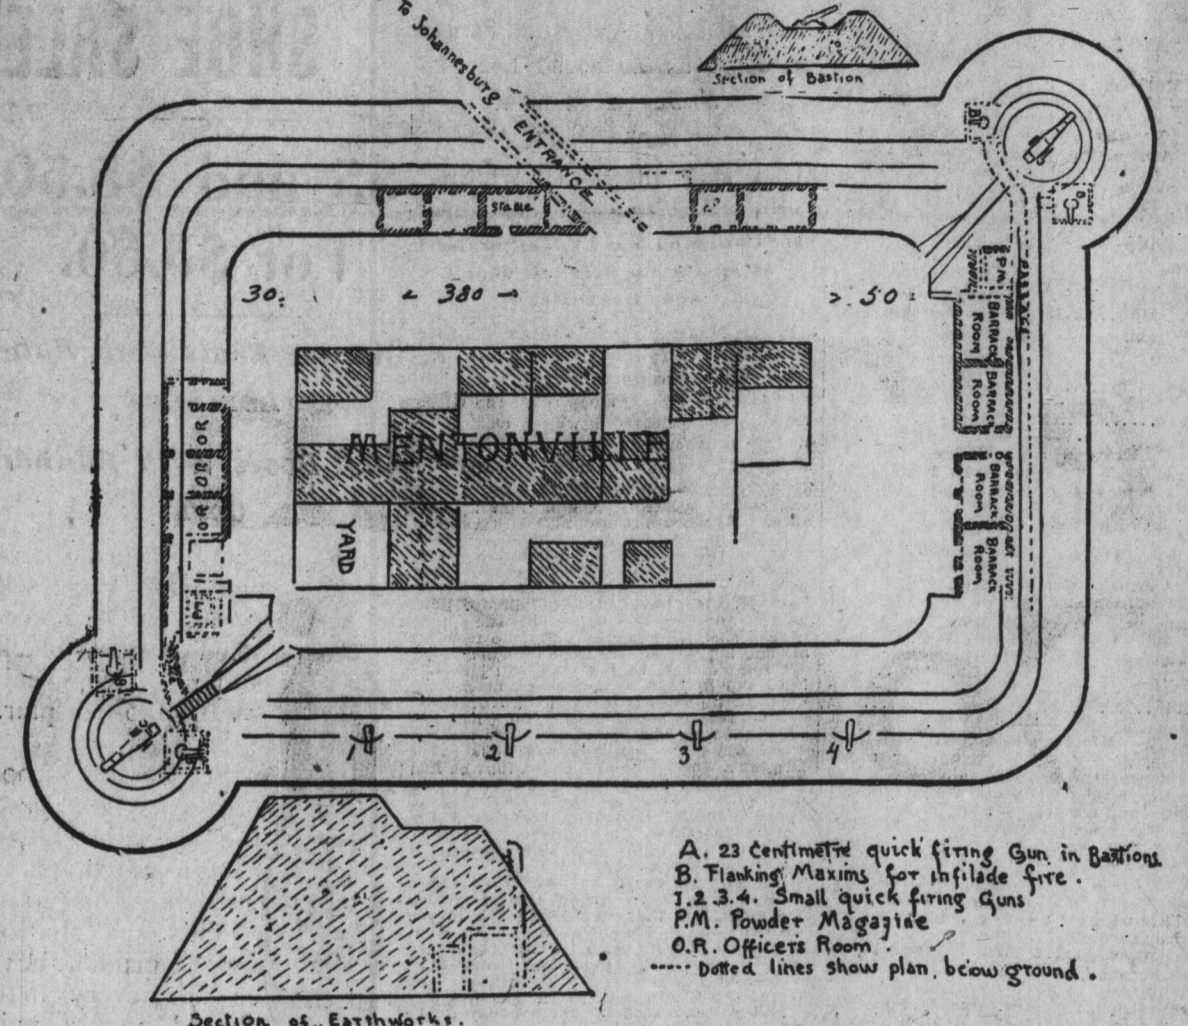 To Johannesburg
ENTRANCE
Section of Bastion
B
B
Stable
30.
380
50
P.M.
BARRACK
ROOM
BARRACK
ROOM
BARRACK
ROOM
BARRACK
ROOM
OR
OR
OR
MENTONVILLE
YARD
1
2
3
4
A. 23 Centimetre quick firing Gun in Bastions
B. Flanking Maxims for infilade fire.
1.2.3.4. Small quick firing Guns
P.M. Powder Magazine
O.R. Officers Room.
Dotted lines show plan below ground.
Section of Earthworks.